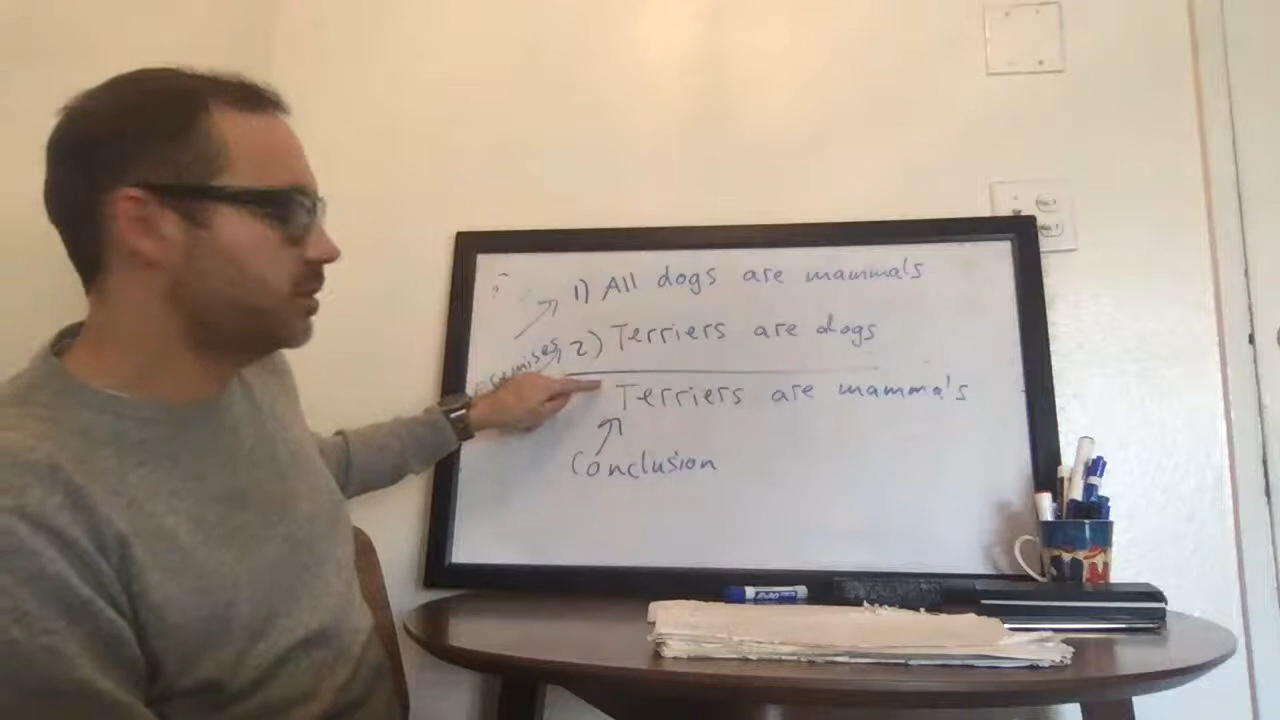 1) All dogs are mammals
2) Terriers are dogs
Terriers are mammals
Conclusion